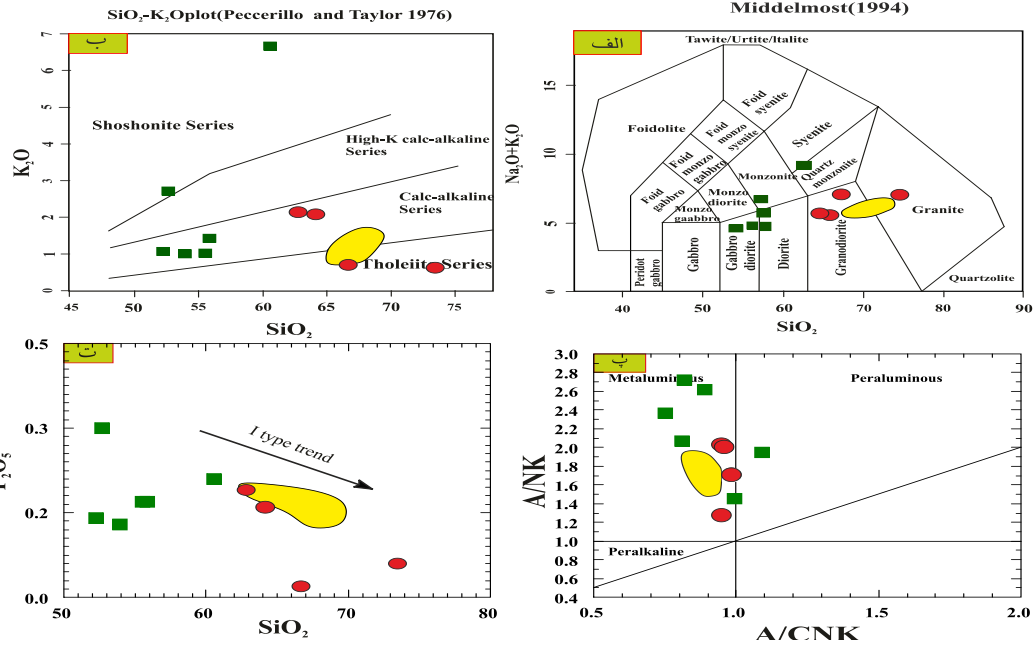 SiO₂-K₂Oplot(Peccerillo and Taylor 1976)
ب
K₂O
7
6
5
4
3
2
1
0
Shoshonite Series
High-K calc-alkaline
Series
Calc-alkaline
Series
Tholeiite Series
45 50 55 60 65 70 75
SiO₂
Middelmost(1994)
الف
Na₂O+K₂O
15
10
5
0
Tawite/Urtite/Italite
Foidolite
Foid
syenite
Foid
monzo
syenite
Foid
monzo
gabbro
Foid
gabbro
Syenite
Monzonite
Quartz
monzonite
Monzo
diorite
Monzo
gaabbro
Peridot
gabbro
Gabbro
Gabbro
diorite
Diorite
Granodiorite
Granite
Quartzolite
40 50 60 70 80 90
SiO₂
ت
P₂O₅
0.5
0.3
0.2
0.0
I type trend
50 60 70 80
SiO₂
پ
A/NK
3.0
2.8
2.6
2.4
2.2
2.0
1.8
1.6
1.4
1.2
1.0
0.8
0.6
0.4
Metaluminous
Peraluminous
Peralkaline
0.5 1.0 1.5 2.0
A/CNK